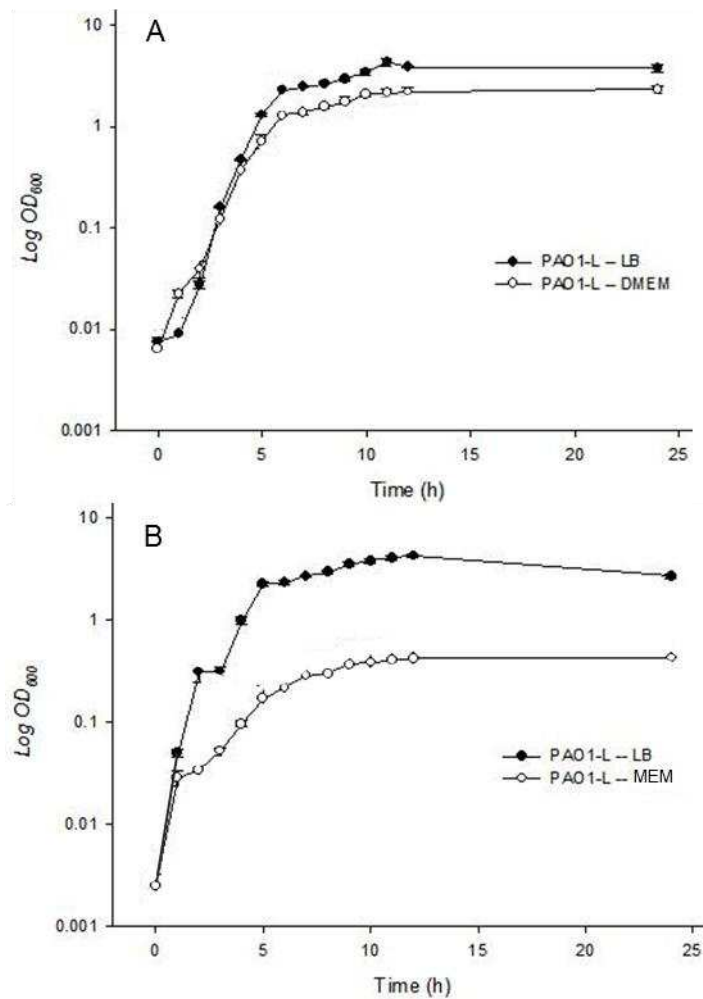 A
10
1
0.1
0.01
0.001
Log OD600
PAO1-L – LB
PAO1-L – DMEM
0
5
10
15
20
25
Time (h)
B
10
1
0.1
0.01
0.001
Log OD600
PAO1-L -- LB
PAO1-L -- MEM
0
5
10
15
20
25
Time (h)